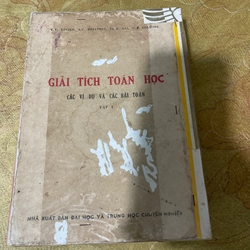 GIẢI TÍCH TOÁN HỌC
CÁC VÍ DỤ VÀ CÁC BÀI TOÁN
TẬP I
NHÀ XUẤT BẢN ĐẠI HỌC VÀ TRUNG HỌC CHUYÊN NGHIỆP